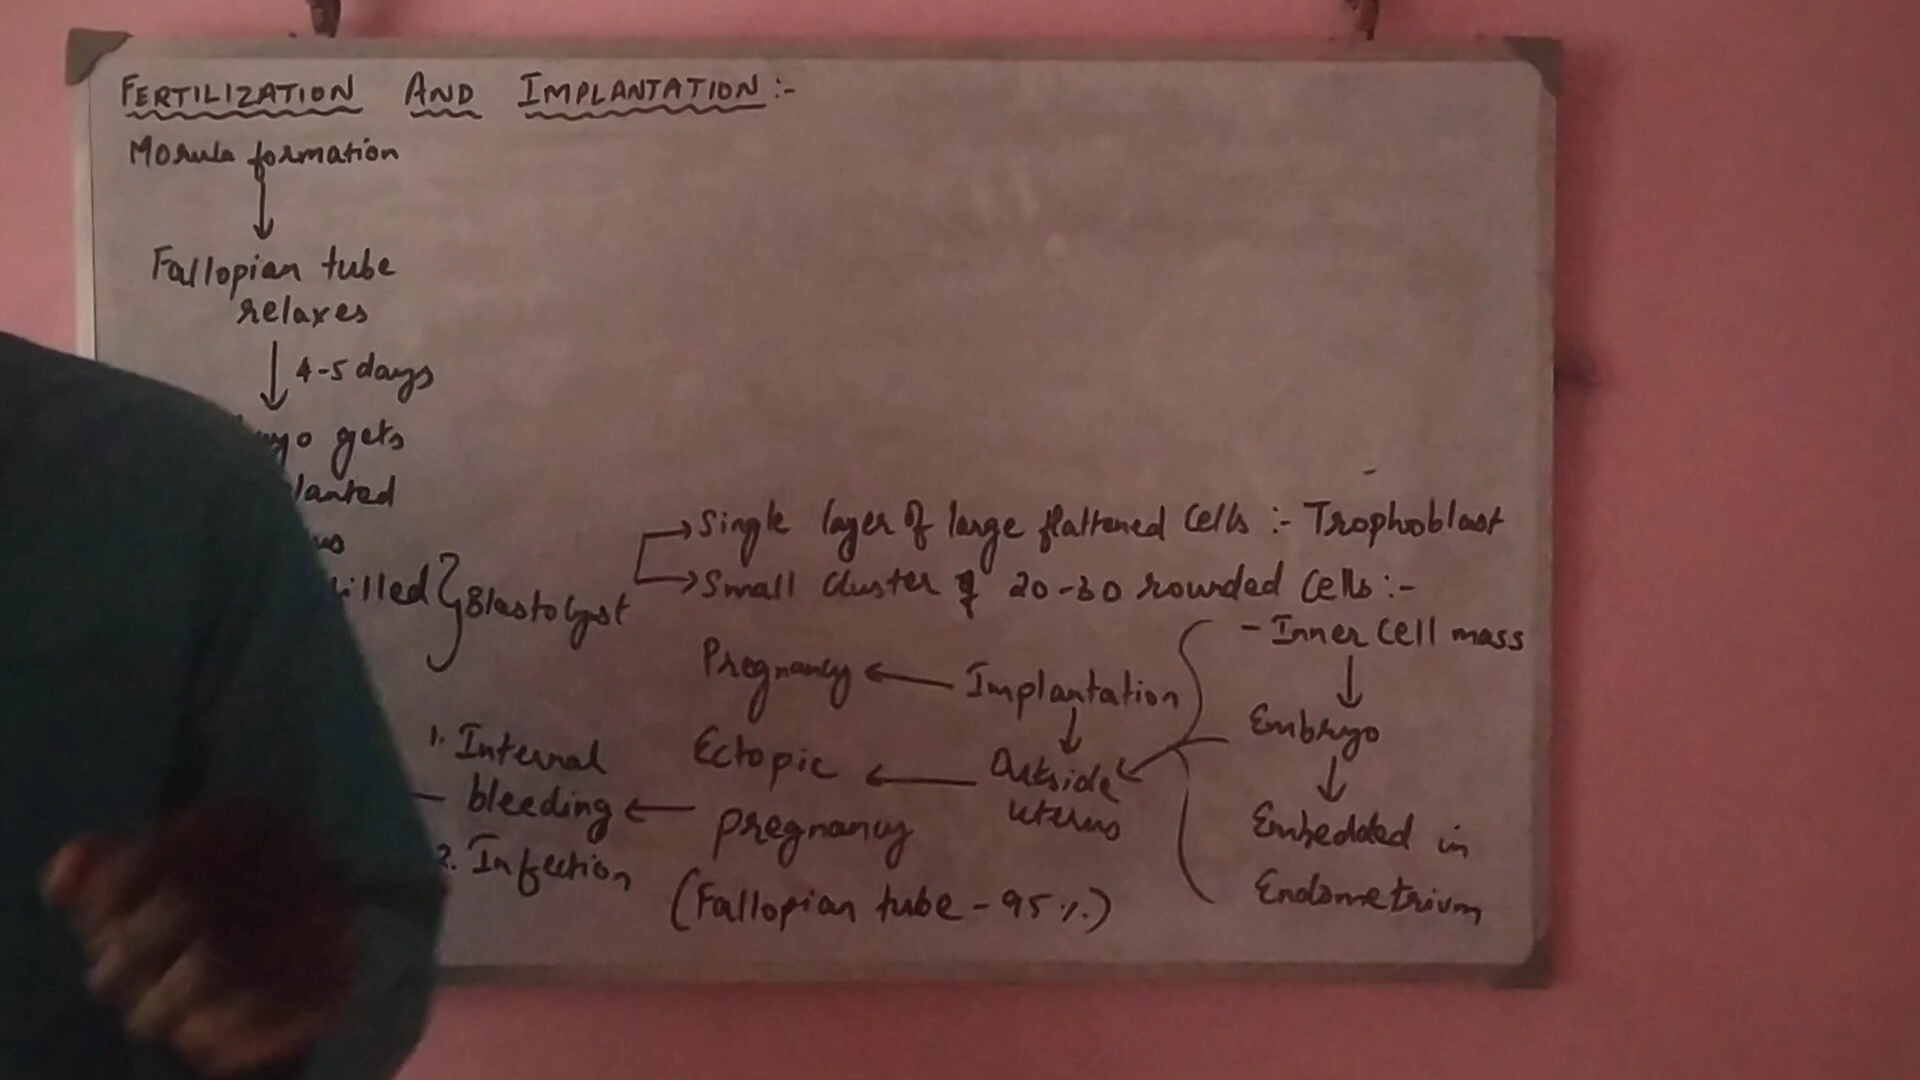 FERTILIZATION AND IMPLANTATION :-
Morula formation
Fallopian tube
relaxes
4-5 days
gets
Single layer of large flattened cells :- Trophoblast
Small cluster of 20-30 rounded cells :-
- Inner cell mass
Blastocyst
Pregnancy
Implantation
Embryo
Embedded in
Endometrium
Outside
uterus
Ectopic
pregnancy
(Fallopian tube - 95%)
1. Internal
bleeding
2. Infection